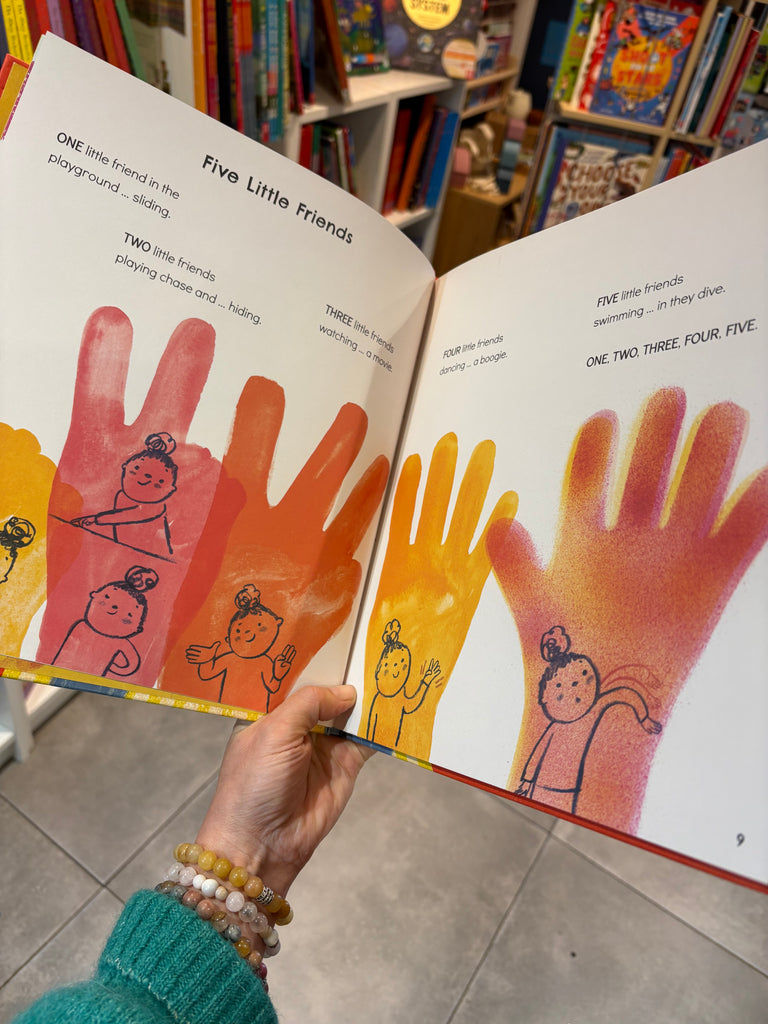 Five Little Friends
ONE little friend in the
playground ... sliding.
TWO little friends
playing chase and ... hiding.
THREE little friends
watching ... a movie.
FOUR little friends
dancing ... a boogie.
FIVE little friends
swimming ... in they dive.
ONE, TWO, THREE, FOUR, FIVE.
9
CHOOSE
YOUR